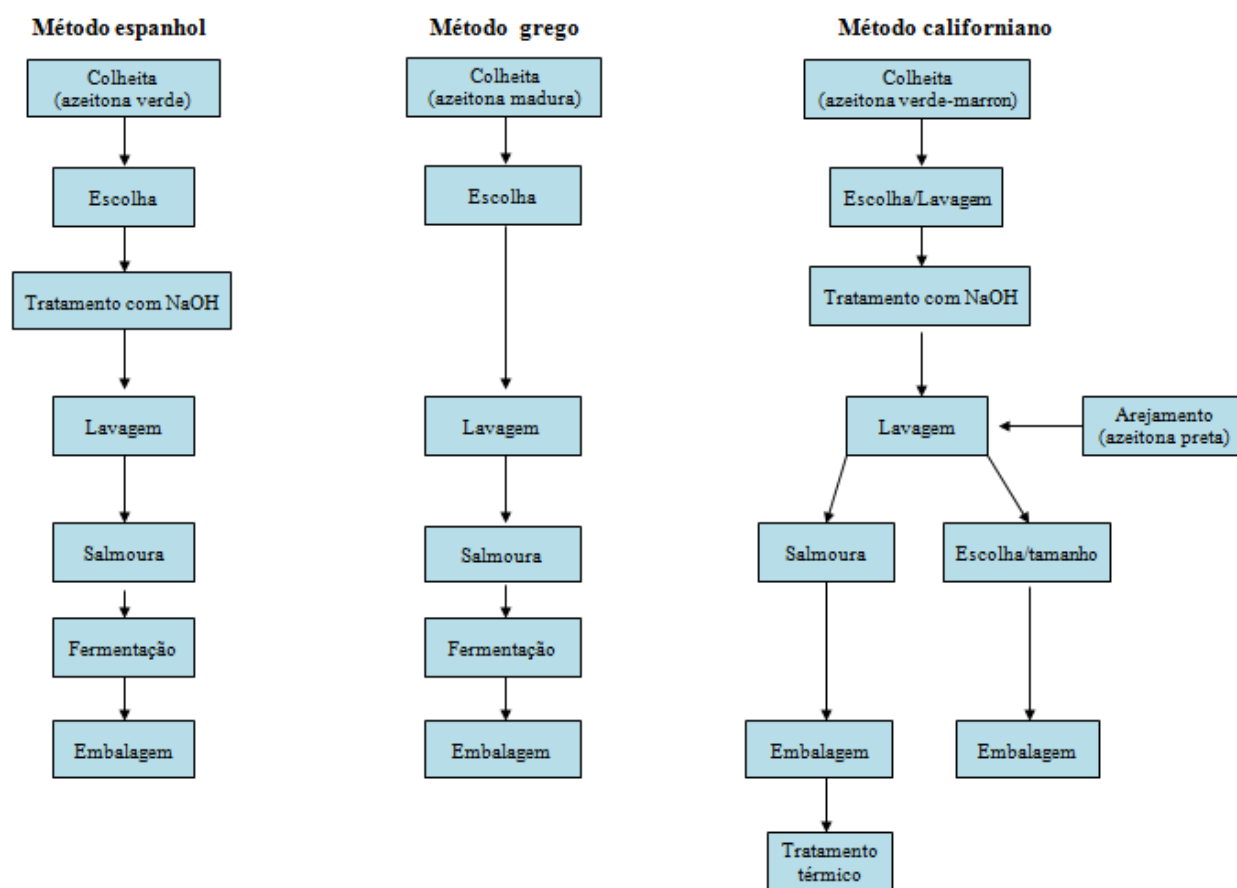 Método espanhol
Colheita
(azeitona verde)
Escolha
Tratamento com NaOH
Lavagem
Salmoura
Fermentação
Embalagem
Método grego
Colheita
(azeitona madura)
Escolha
Lavagem
Salmoura
Fermentação
Embalagem
Método californiano
Colheita
(azeitona verde-marron)
Escolha/Lavagem
Tratamento com NaOH
Lavagem
Arejamento
(azeitona preta)
Salmoura
Escolha/tamanho
Embalagem
Embalagem
Tratamento
térmico